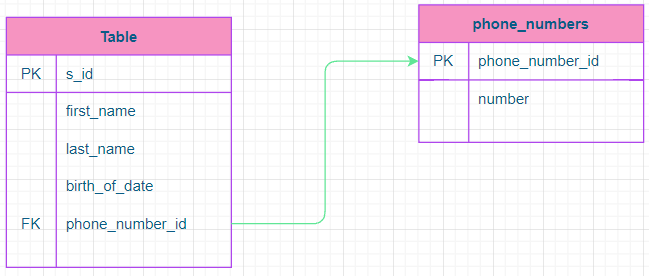 Table
PK s_id
first_name
last_name
birth_of_date
FK phone_number_id
phone_numbers
PK phone_number_id
number